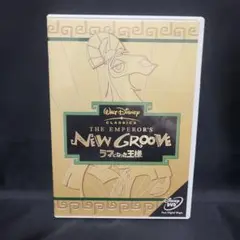 WALT DISNEY
CLASSICS
THE EMPEROR'S
NEW GROOVE
ラマになった王様
Disney
DVD